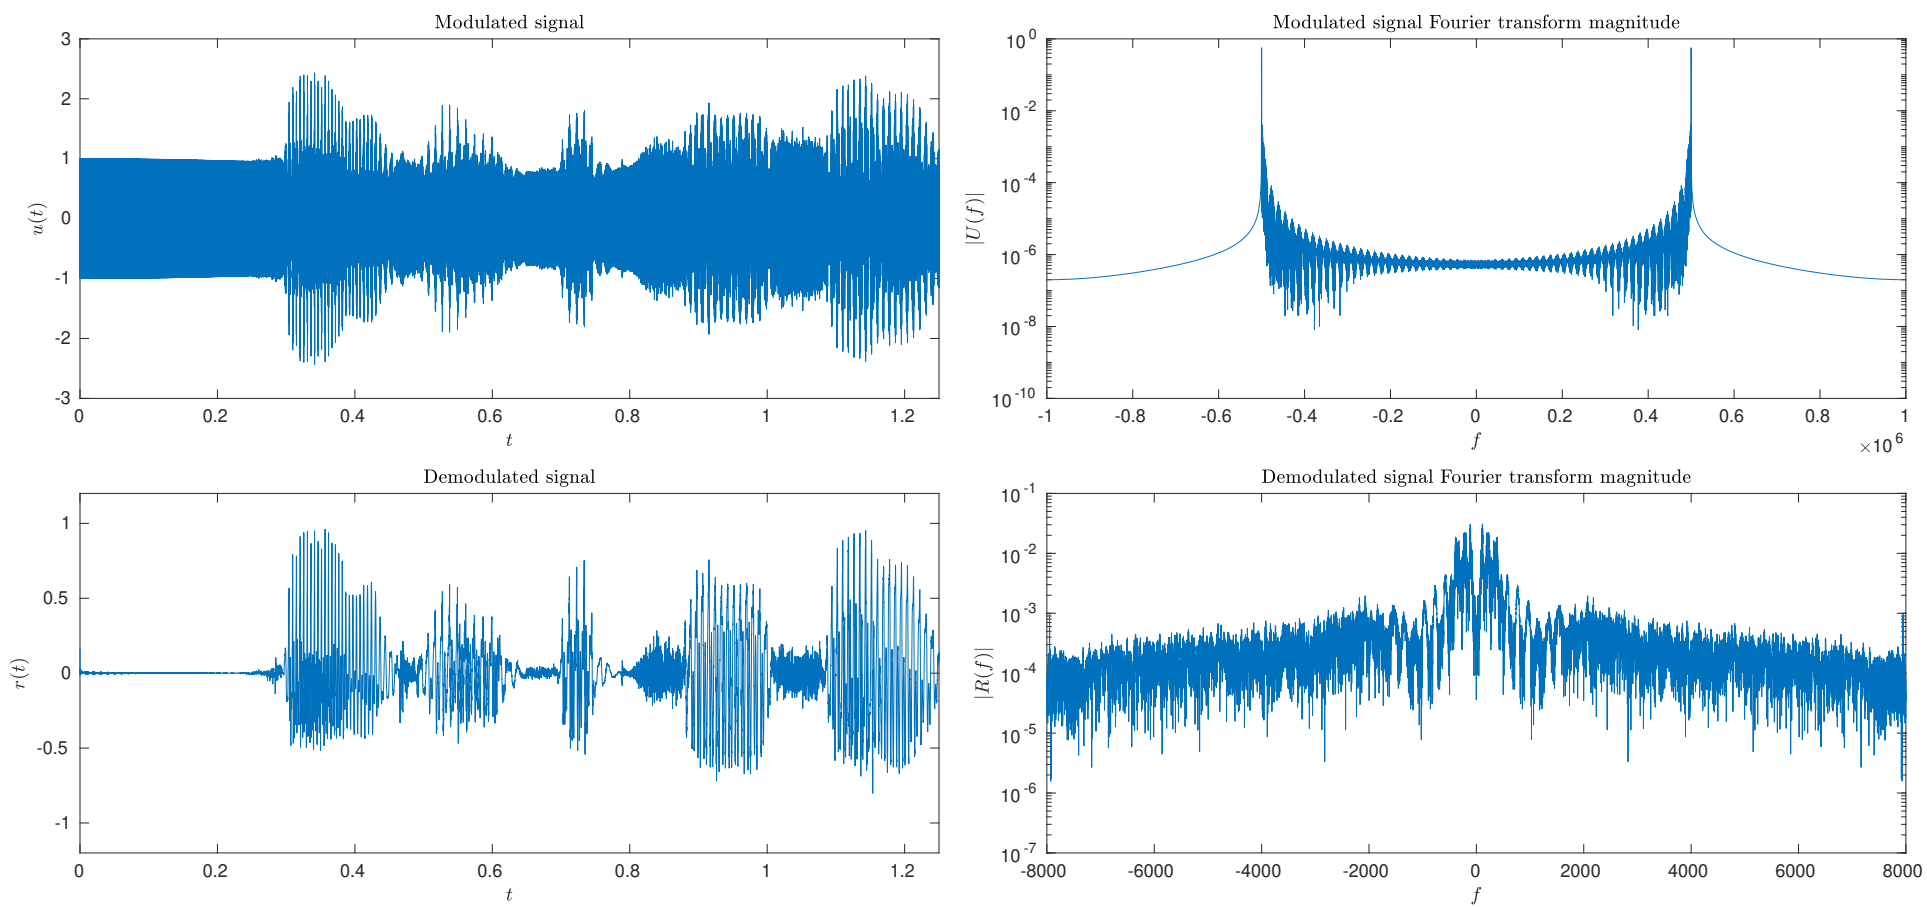 Modulated signal
3
2
1
0
-1
-2
-3
u(t)
0 0.2 0.4 0.6 0.8 1 1.2
t
Modulated signal Fourier transform magnitude
10^0
10^-2
10^-4
10^-6
10^-8
10^-10
|U(f)|
-1 -0.8 -0.6 -0.4 -0.2 0 0.2 0.4 0.6 0.8 1
f
×10^6
Demodulated signal
1
0.5
0
-0.5
-1
r(t)
0 0.2 0.4 0.6 0.8 1 1.2
t
Demodulated signal Fourier transform magnitude
10^-1
10^-2
10^-3
10^-4
10^-5
10^-6
10^-7
|R(f)|
-8000 -6000 -4000 -2000 0 2000 4000 6000 8000
f